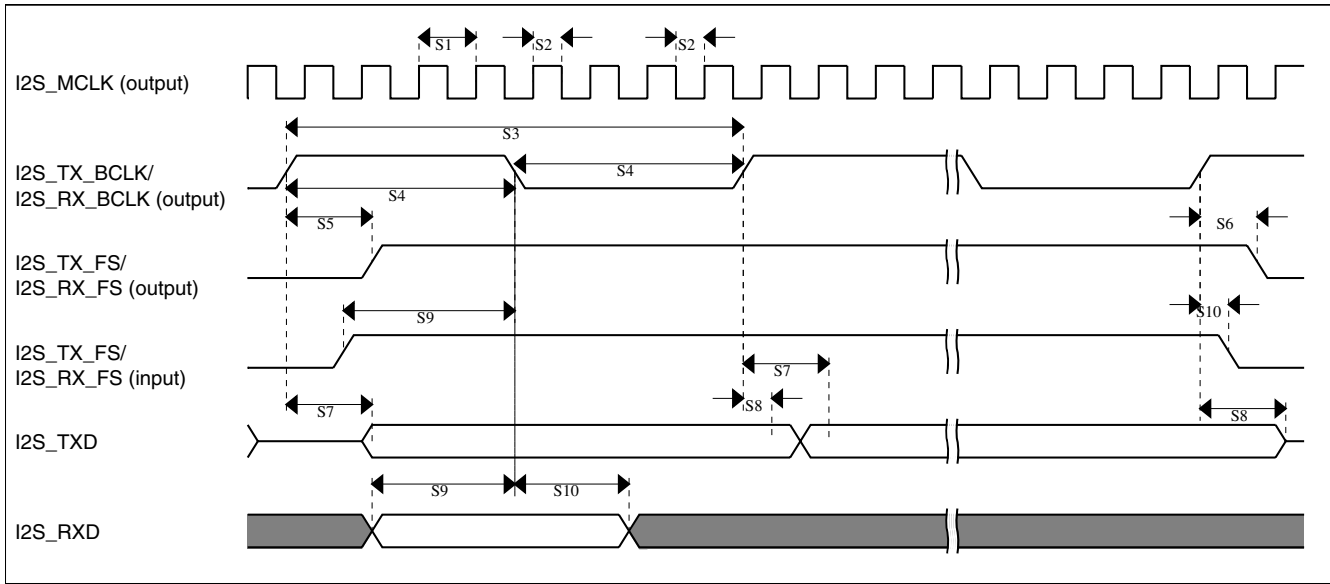 S1
S2
S2
I2S_MCLK (output)
S3
I2S_TX_BCLK/
I2S_RX_BCLK (output)
S4
S4
S5
S6
I2S_TX_FS/
I2S_RX_FS (output)
S9
S10
I2S_TX_FS/
I2S_RX_FS (input)
S7
S7
S8
S8
I2S_TXD
S9
S10
I2S_RXD